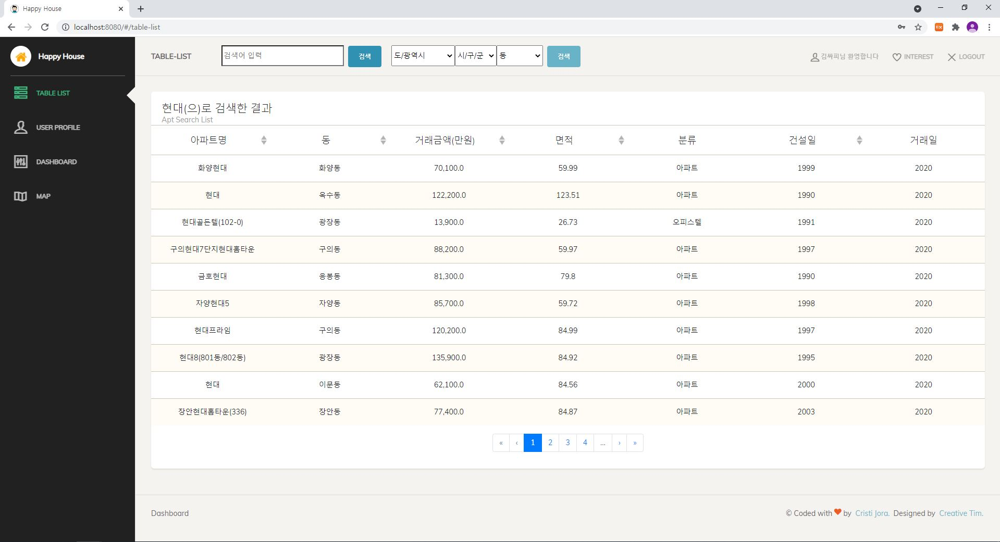 Happy House
localhost:8080/#/table-list
Happy House
TABLE LIST
USER PROFILE
DASHBOARD
MAP
TABLE-LIST 검색어 입력 검색 도/광역시 시/구/군 동 검색 김싸피님 환영합니다 INTEREST LOGOUT
현대(으)로 검색한 결과
Apt Search List
아파트명 동 거래금액(만원) 면적 분류 건설일 거래일
화양현대 화양동 70,100.0 59.99 아파트 1999 2020
현대 옥수동 122,200.0 123.51 아파트 1990 2020
현대골든텔(102-0) 광장동 13,900.0 26.73 오피스텔 1991 2020
구의현대7단지현대홈타운 구의동 88,200.0 59.97 아파트 1997 2020
금호현대 응봉동 81,300.0 79.8 아파트 1990 2020
자양현대5 자양동 85,700.0 59.72 아파트 1998 2020
현대프라임 구의동 120,200.0 84.99 아파트 1997 2020
현대8(801동/802동) 광장동 135,900.0 84.92 아파트 1995 2020
현대 이문동 62,100.0 84.56 아파트 2000 2020
장안현대홈타운(336) 장안동 77,400.0 84.87 아파트 2003 2020
« ‹ 1 2 3 4 ... › »
Dashboard © Coded with ❤ by Cristi Jora. Designed by Creative Tim.